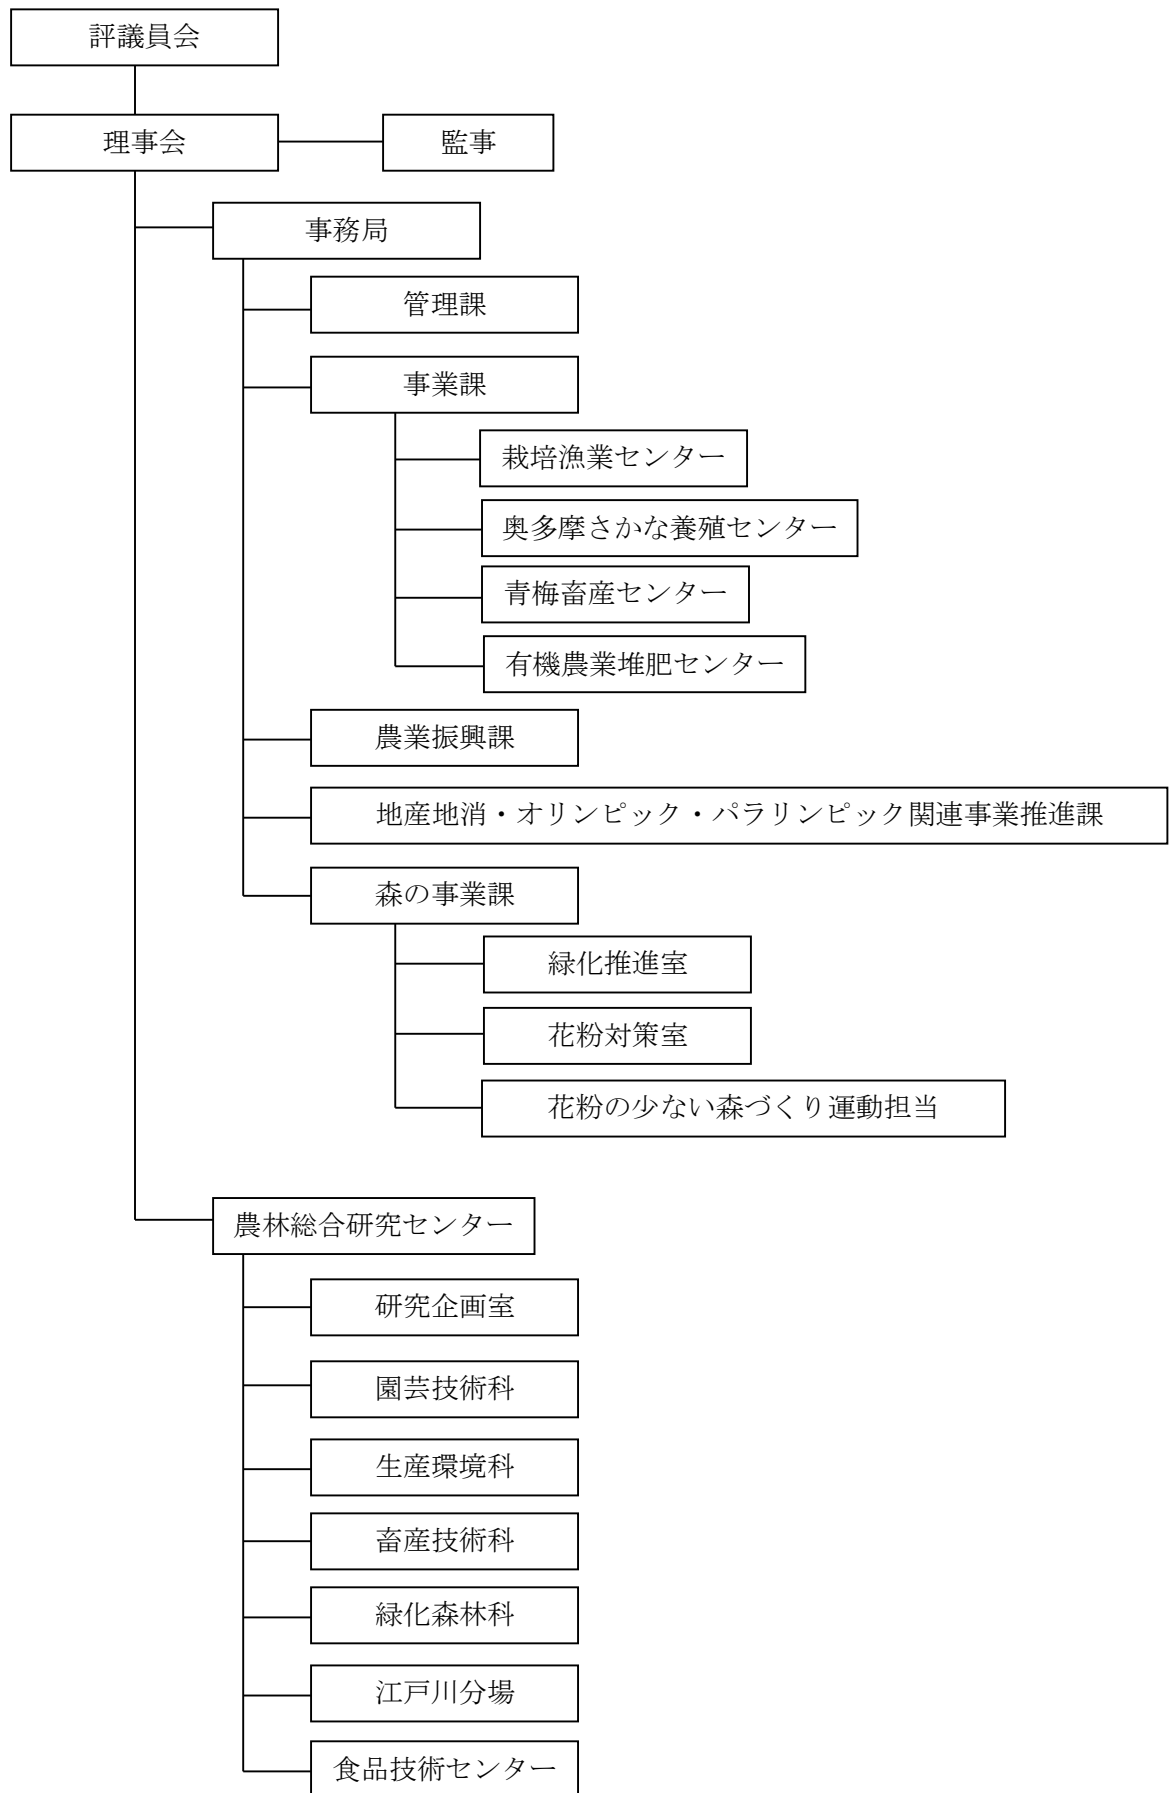 評議員会
理事会
監事
事務局
管理課
事業課
栽培漁業センター
奥多摩さかな養殖センター
青梅畜産センター
有機農業堆肥センター
農業振興課
地産地消・オリンピック・パラリンピック関連事業推進課
森の事業課
緑化推進室
花粉対策室
花粉の少ない森づくり運動担当
農林総合研究センター
研究企画室
園芸技術科
生産環境科
畜産技術科
緑化森林科
江戸川分場
食品技術センター